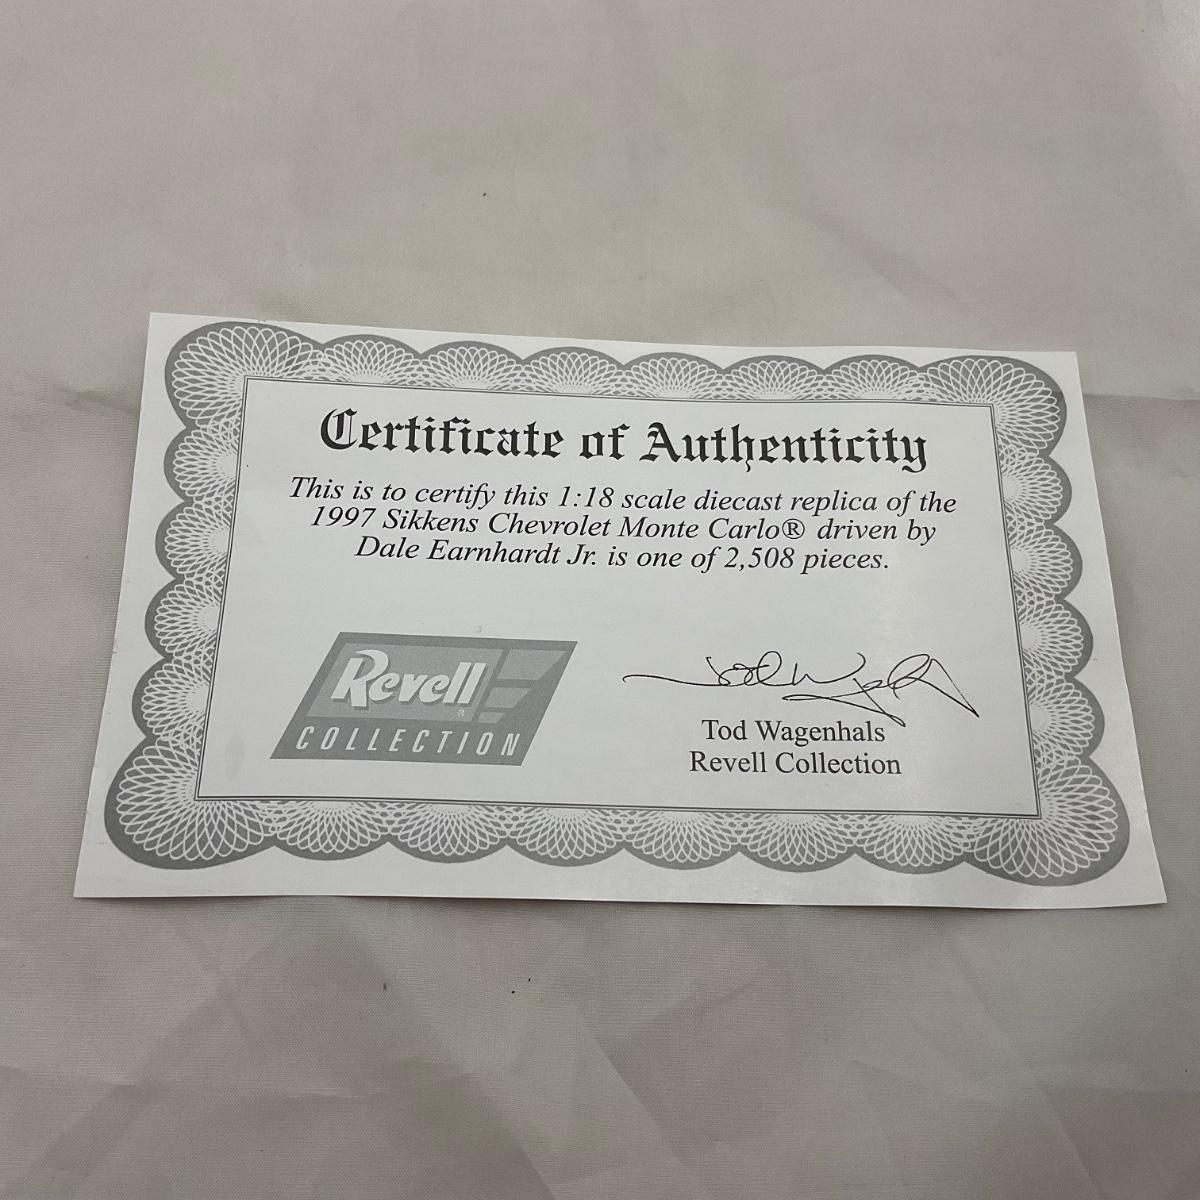 Certificate of Authenticity
This is to certify this 1:18 scale diecast replica of the
1997 Sikkens Chevrolet Monte Carlo® driven by
Dale Earnhardt Jr. is one of 2,508 pieces.
Revell®
COLLECTION
Tod Wagenhals
Revell Collection